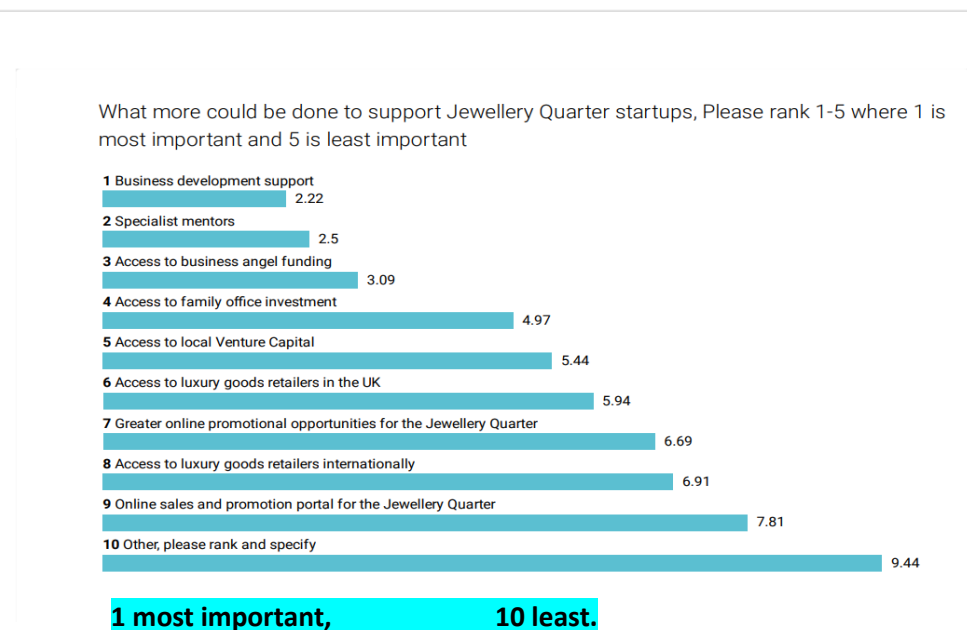 What more could be done to support Jewellery Quarter startups, Please rank 1-5 where 1 is
most important and 5 is least important
1 Business development support
2.22
2 Specialist mentors
2.5
3 Access to business angel funding
3.09
4 Access to family office investment
4.97
5 Access to local Venture Capital
5.44
6 Access to luxury goods retailers in the UK
5.94
7 Greater online promotional opportunities for the Jewellery Quarter
6.69
8 Access to luxury goods retailers internationally
6.91
9 Online sales and promotion portal for the Jewellery Quarter
7.81
10 Other, please rank and specify
9.44
1 most important, 10 least.